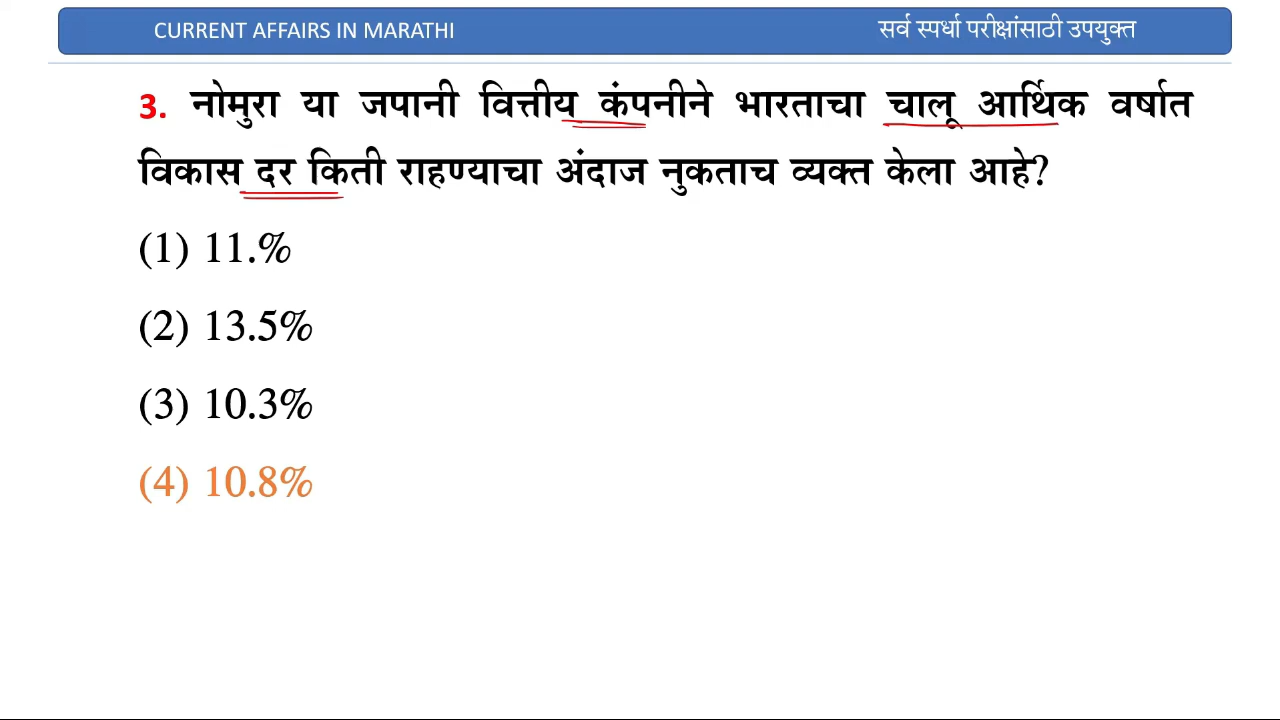 CURRENT AFFAIRS IN MARATHI सर्व स्पर्धा परीक्षांसाठी उपयुक्त
3. नोमुरा या जपानी वित्तीय कंपनीने भारताचा चालू आर्थिक वर्षात
विकास दर किती राहण्याचा अंदाज नुकताच व्यक्त केला आहे?
(1) 11.%
(2) 13.5%
(3) 10.3%
(4) 10.8%